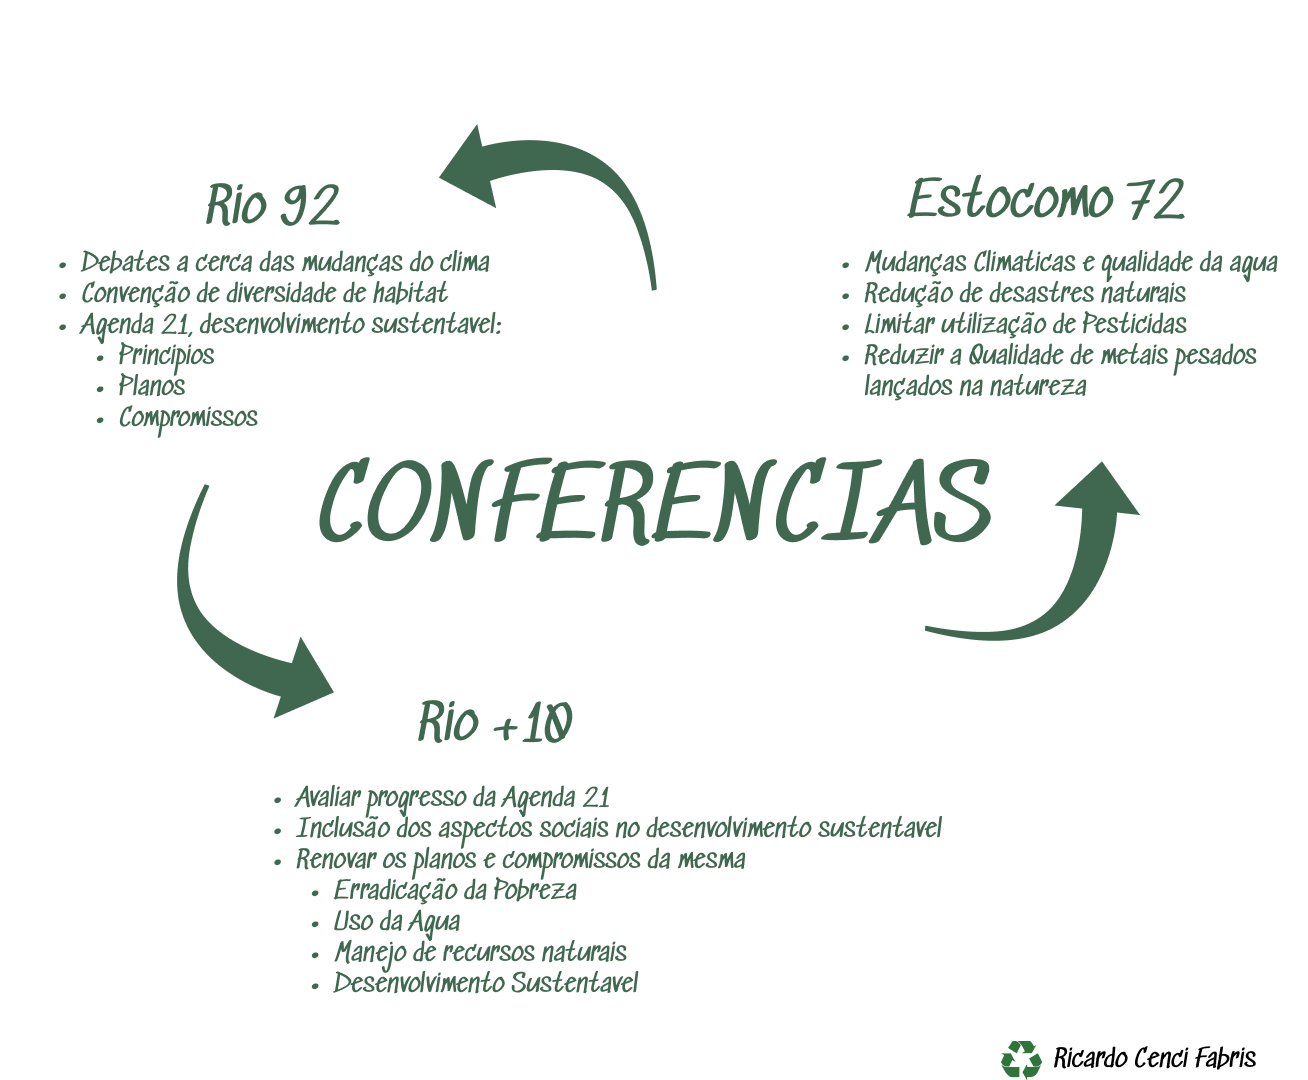 Rio 92
Debates a cerca das mudanças do clima
Convenção de diversidade de habitat
Agenda 21, desenvolvimento sustentavel:
Principios
Planos
Compromissos
Estocomo 72
Mudanças Climaticas e qualidade da agua
Redução de desastres naturais
Limitar utilização de Pesticidas
Reduzir a Qualidade de metais pesados
lançados na natureza
CONFERENCIAS
Rio +10
Avaliar progresso da Agenda 21
Inclusão dos aspectos sociais no desenvolvimento sustentavel
Renovar os planos e compromissos da mesma
Erradicação da Pobreza
Uso da Agua
Manejo de recursos naturais
Desenvolvimento Sustentavel
Ricardo Cenci Fabris